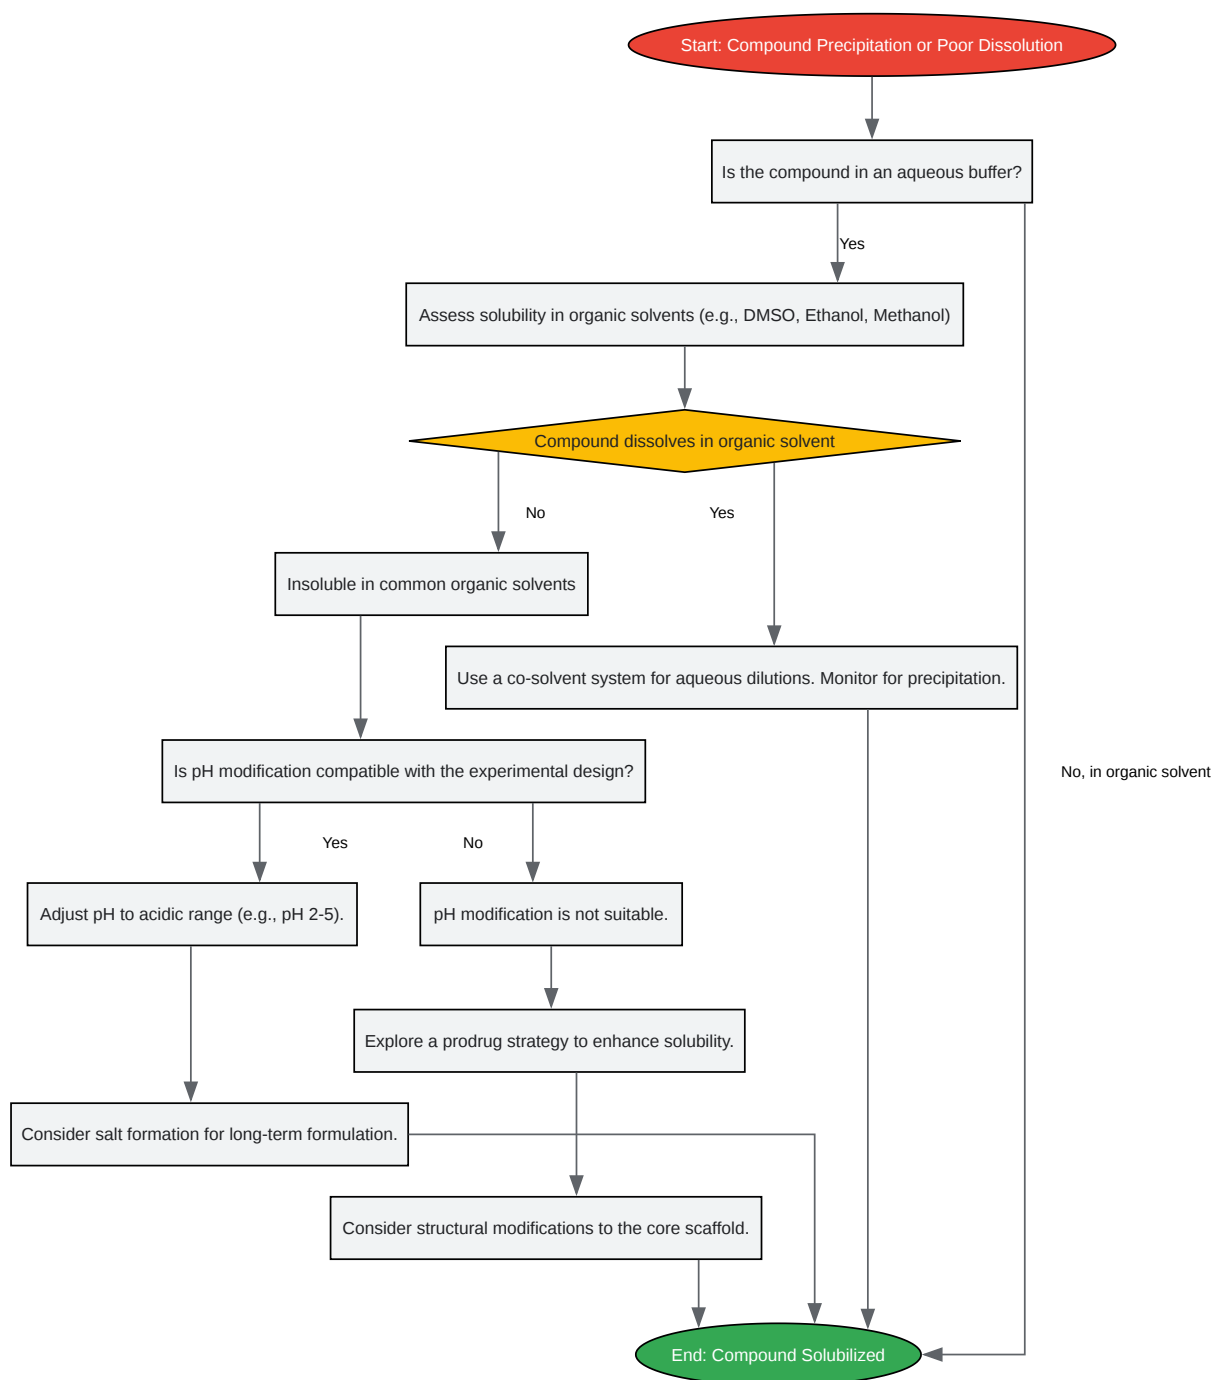 Start: Compound Precipitation or Poor Dissolution
Is the compound in an aqueous buffer?
Yes
Assess solubility in organic solvents (e.g., DMSO, Ethanol, Methanol)
Compound dissolves in organic solvent
No
Yes
Insoluble in common organic solvents
Use a co-solvent system for aqueous dilutions. Monitor for precipitation.
Is pH modification compatible with the experimental design?
No, in organic solvent
Yes
No
Adjust pH to acidic range (e.g., pH 2-5).
pH modification is not suitable.
Explore a prodrug strategy to enhance solubility.
Consider salt formation for long-term formulation.
Consider structural modifications to the core scaffold.
End: Compound Solubilized